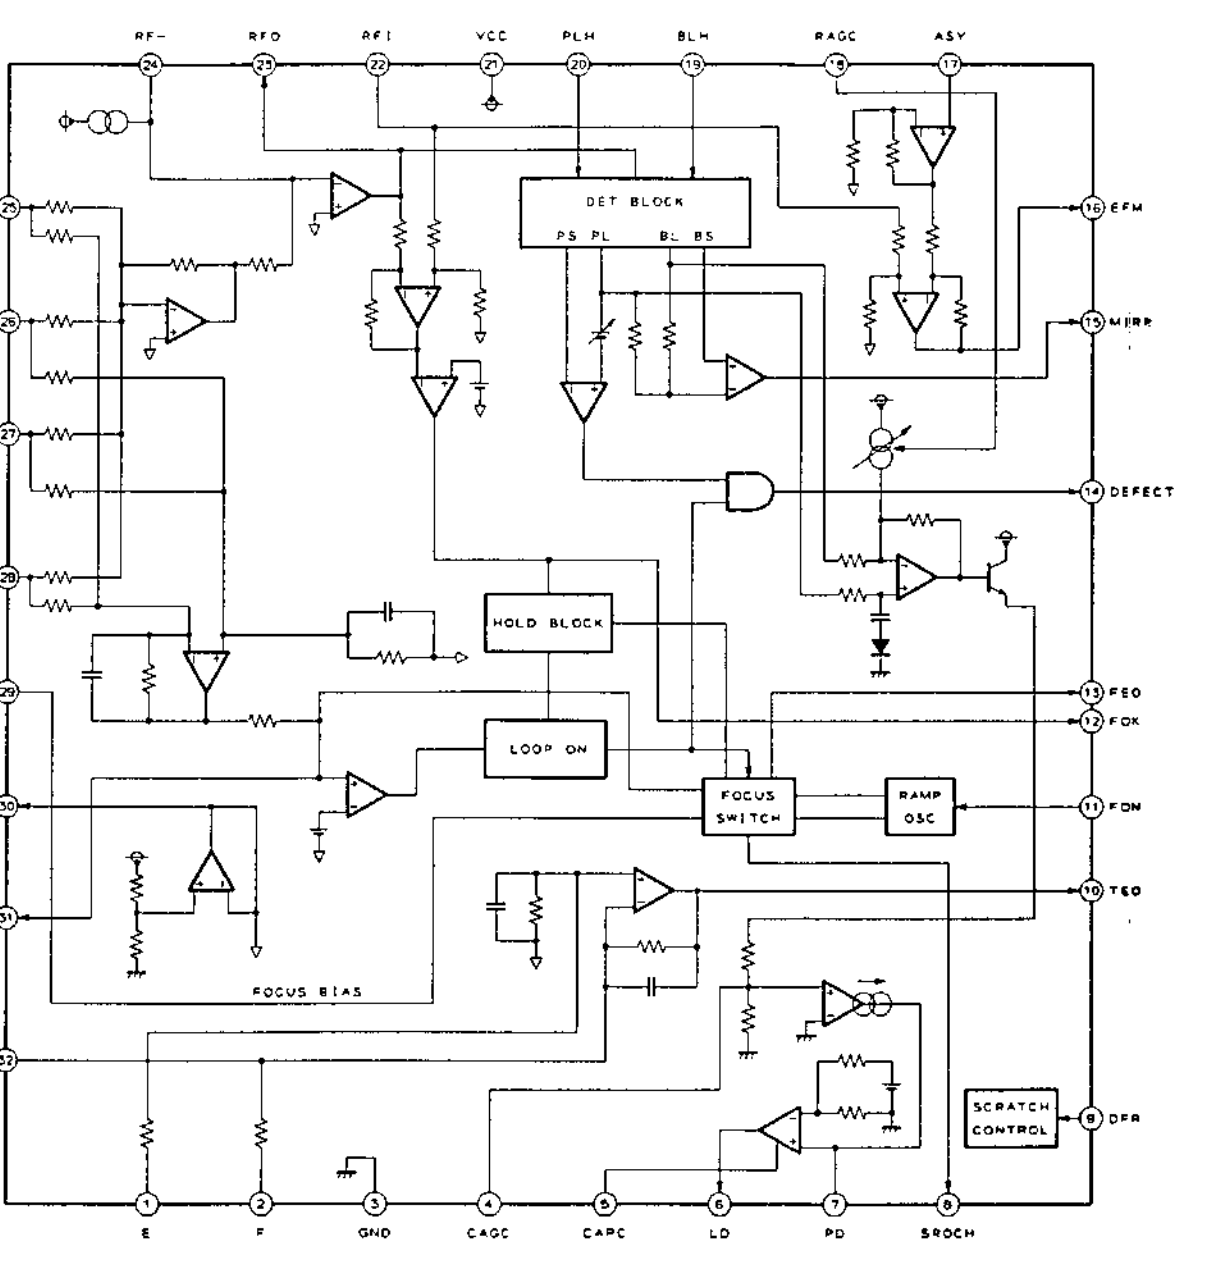 RF- RFO RFI VCC PLH BLH RAGC ASY
24 23 22 21 20 19 18 17
DET BLOCK
PS PL BL BS
25
16 EFM
26
15 MIRR
27
14 DEFECT
28
HOLD BLOCK
29
13 FEO
12 FOK
LOOP ON
30
FOCUS SWITCH
RAMP OSC
11 FON
31
10 TEO
FOCUS BIAS
32
SCRATCH CONTROL
9
1 2 3 4 5 6 7 8
E F GND CAGC CAPC LD PD SROCH